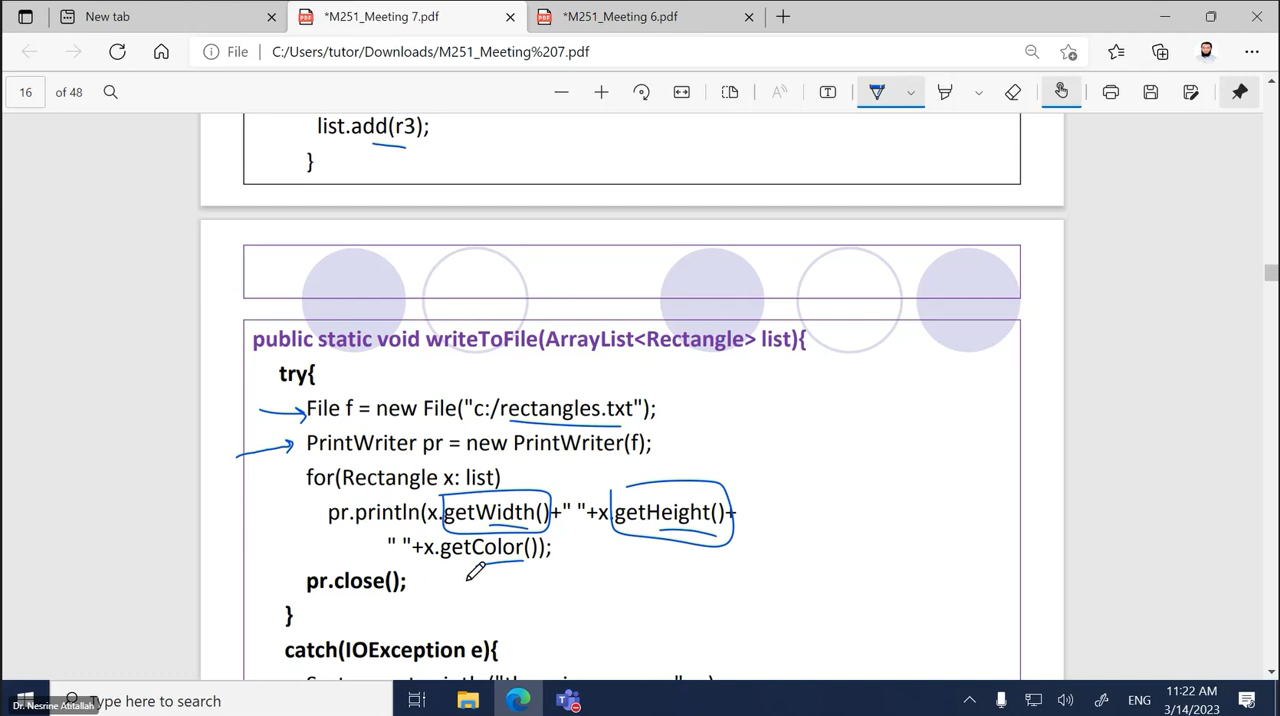 New tab
*M251_Meeting 7.pdf
*M251_Meeting 6.pdf
File
C:/Users/tutor/Downloads/M251_Meeting%207.pdf
16 of 48
list.add(r3);
}
public static void writeToFile(ArrayList<Rectangle> list){
try{
File f = new File("c:/rectangles.txt");
PrintWriter pr = new PrintWriter(f);
for(Rectangle x: list)
pr.println(x.getWidth()+" "+x.getHeight()+
" "+x.getColor());
pr.close();
}
catch(IOException e){
Type here to search
Dr. Nesrine Atitallah
ENG
11:22 AM
3/14/2023